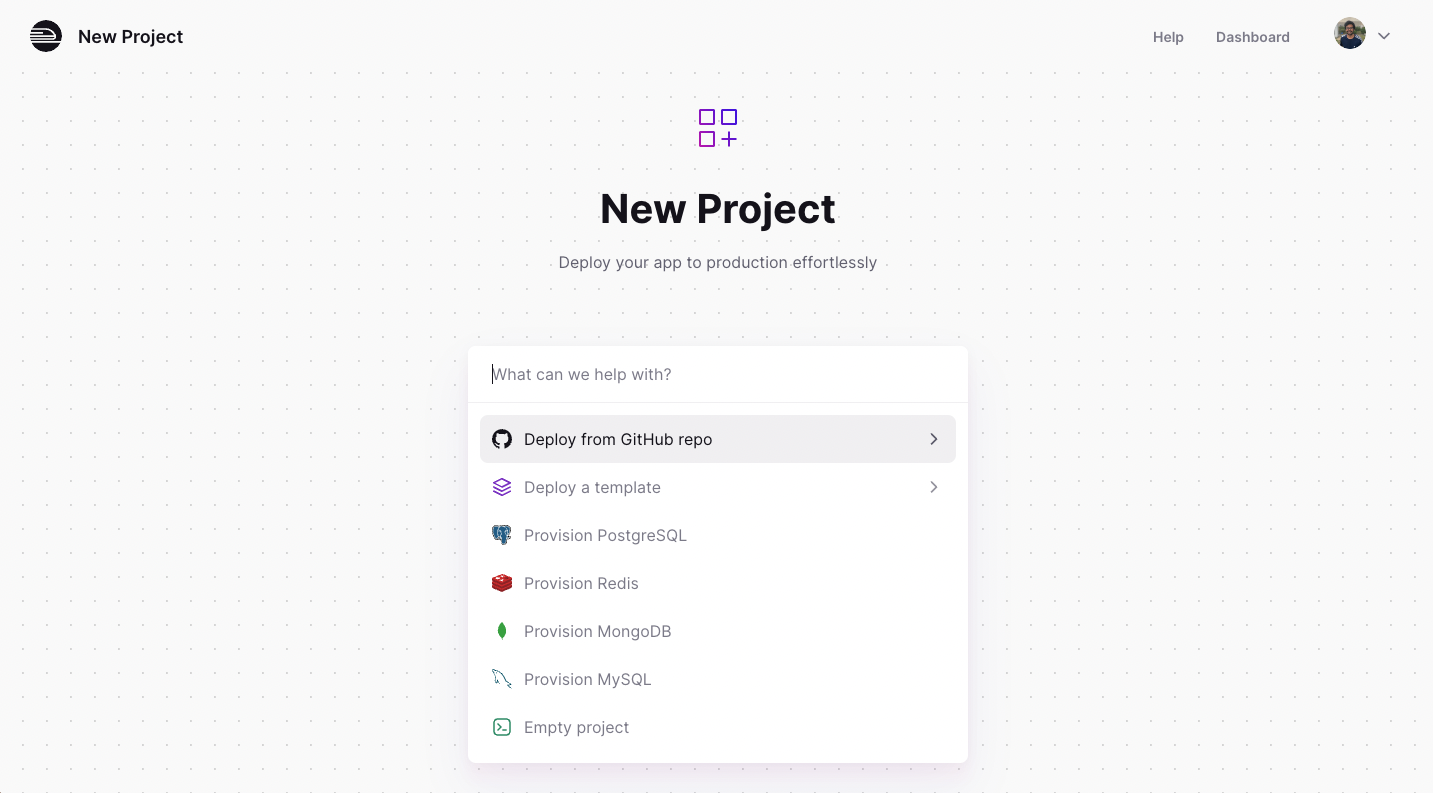 New Project
Help
Dashboard
New Project
Deploy your app to production effortlessly
What can we help with?
Deploy from GitHub repo
Deploy a template
Provision PostgreSQL
Provision Redis
Provision MongoDB
Provision MySQL
Empty project